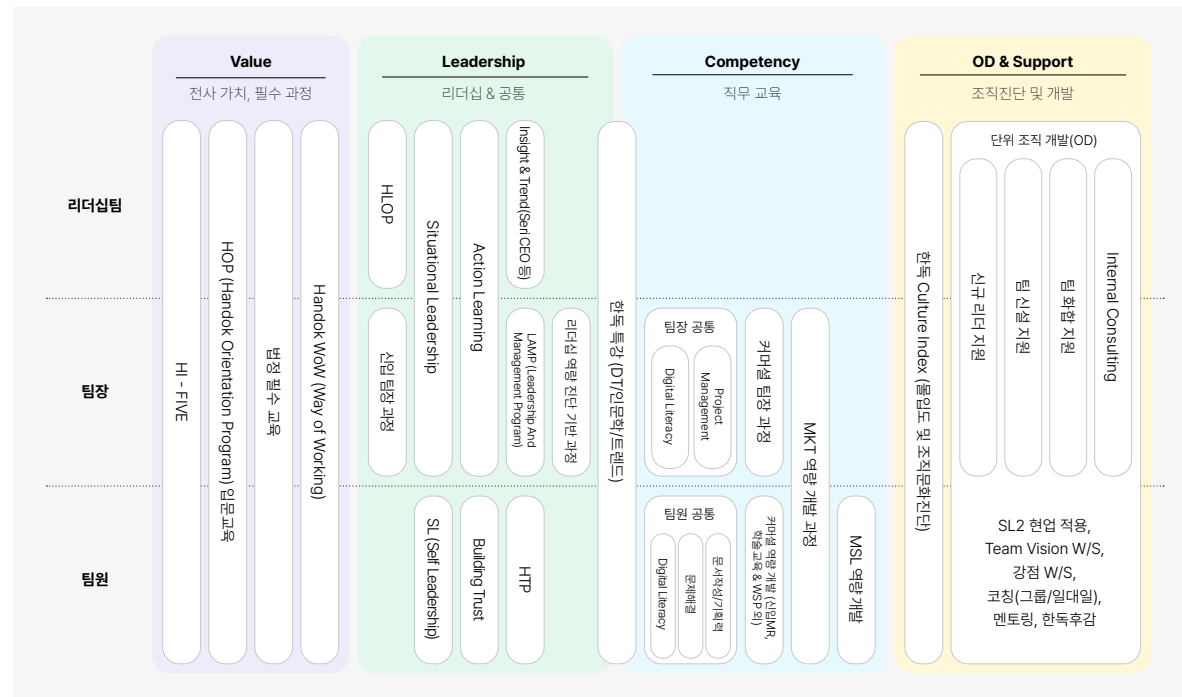 Value
전사 가치, 필수 과정
Leadership
리더십 & 공통
Competency
직무 교육
OD & Support
조직진단 및 개발
리더십팀
팀장
팀원
HI - FIVE
HOP (Handok Orientation Program) 입문교육
법정 필수 교육
Handok WoW (Way of Working)
HLOP
신입 팀장 과정
Situational Leadership
Action Learning
Insight & Trend(Seri CEO 등)
LAMP (Leadership And
Management Program)
리더십 역량 진단 기반 과정
SL (Self Leadership)
Building Trust
HTP
한독 특강 (DT/인문학/트렌드)
팀장 공통
Digital Literacy
Project
Management
커머셜 팀장 과정
MKT 역량 개발 과정
팀원 공통
Digital Literacy
문제해결
문서작성/기획력
커머셜 역량 개발 (신입MR,
학술교육 & WSP 외)
MSL 역량 개발
한독 Culture Index (몰입도 및 조직문화진단)
단위 조직 개발(OD)
신규 리더 지원
팀 신설 지원
팀 화합 지원
Internal Consulting
SL2 현업 적용,
Team Vision W/S,
강점 W/S,
코칭(그룹/일대일),
멘토링, 한독후감